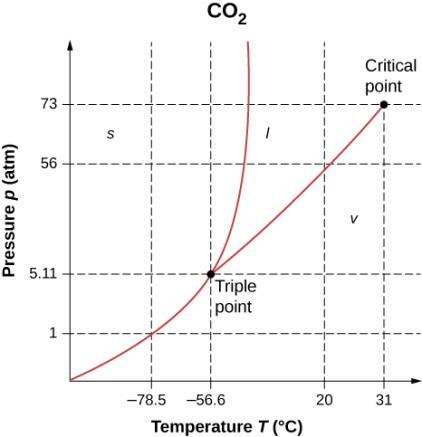 CO2
Critical
point
73
s
l
56
v
Pressure p (atm)
5.11
Triple
point
1
–78.5
–56.6
20
31
Temperature T (°C)